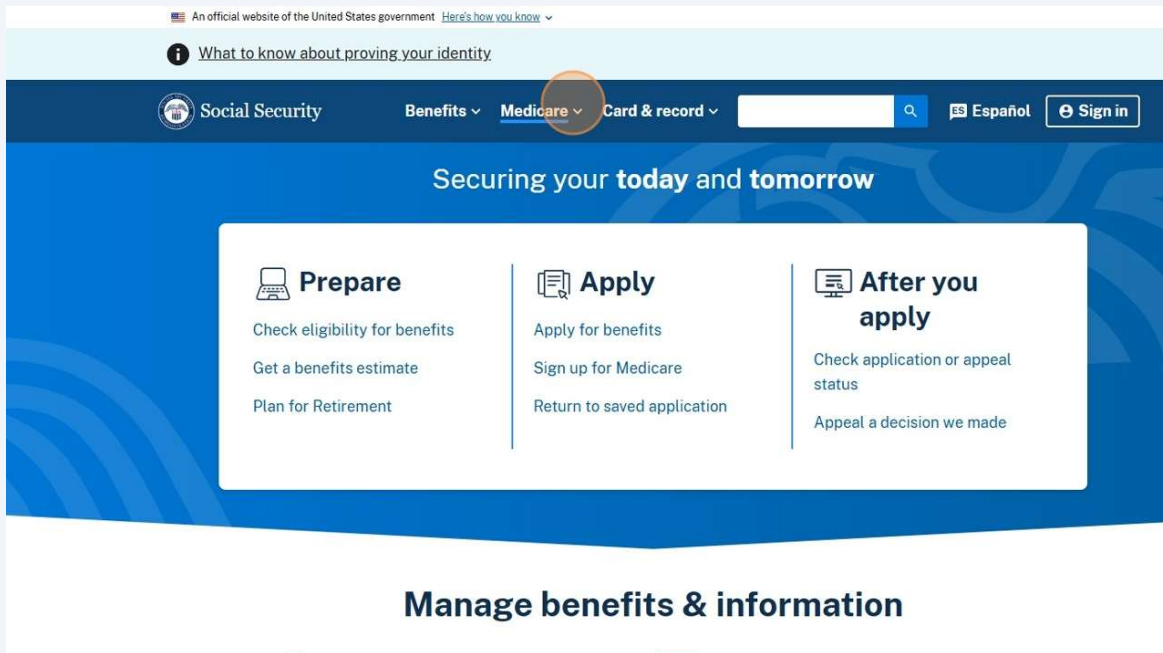 An official website of the United States government Here's how you know
What to know about proving your identity
Social Security Benefits Medicare Card & record ES Español Sign in
Securing your today and tomorrow
Prepare
Check eligibility for benefits
Get a benefits estimate
Plan for Retirement
Apply
Apply for benefits
Sign up for Medicare
Return to saved application
After you
apply
Check application or appeal
status
Appeal a decision we made
Manage benefits & information